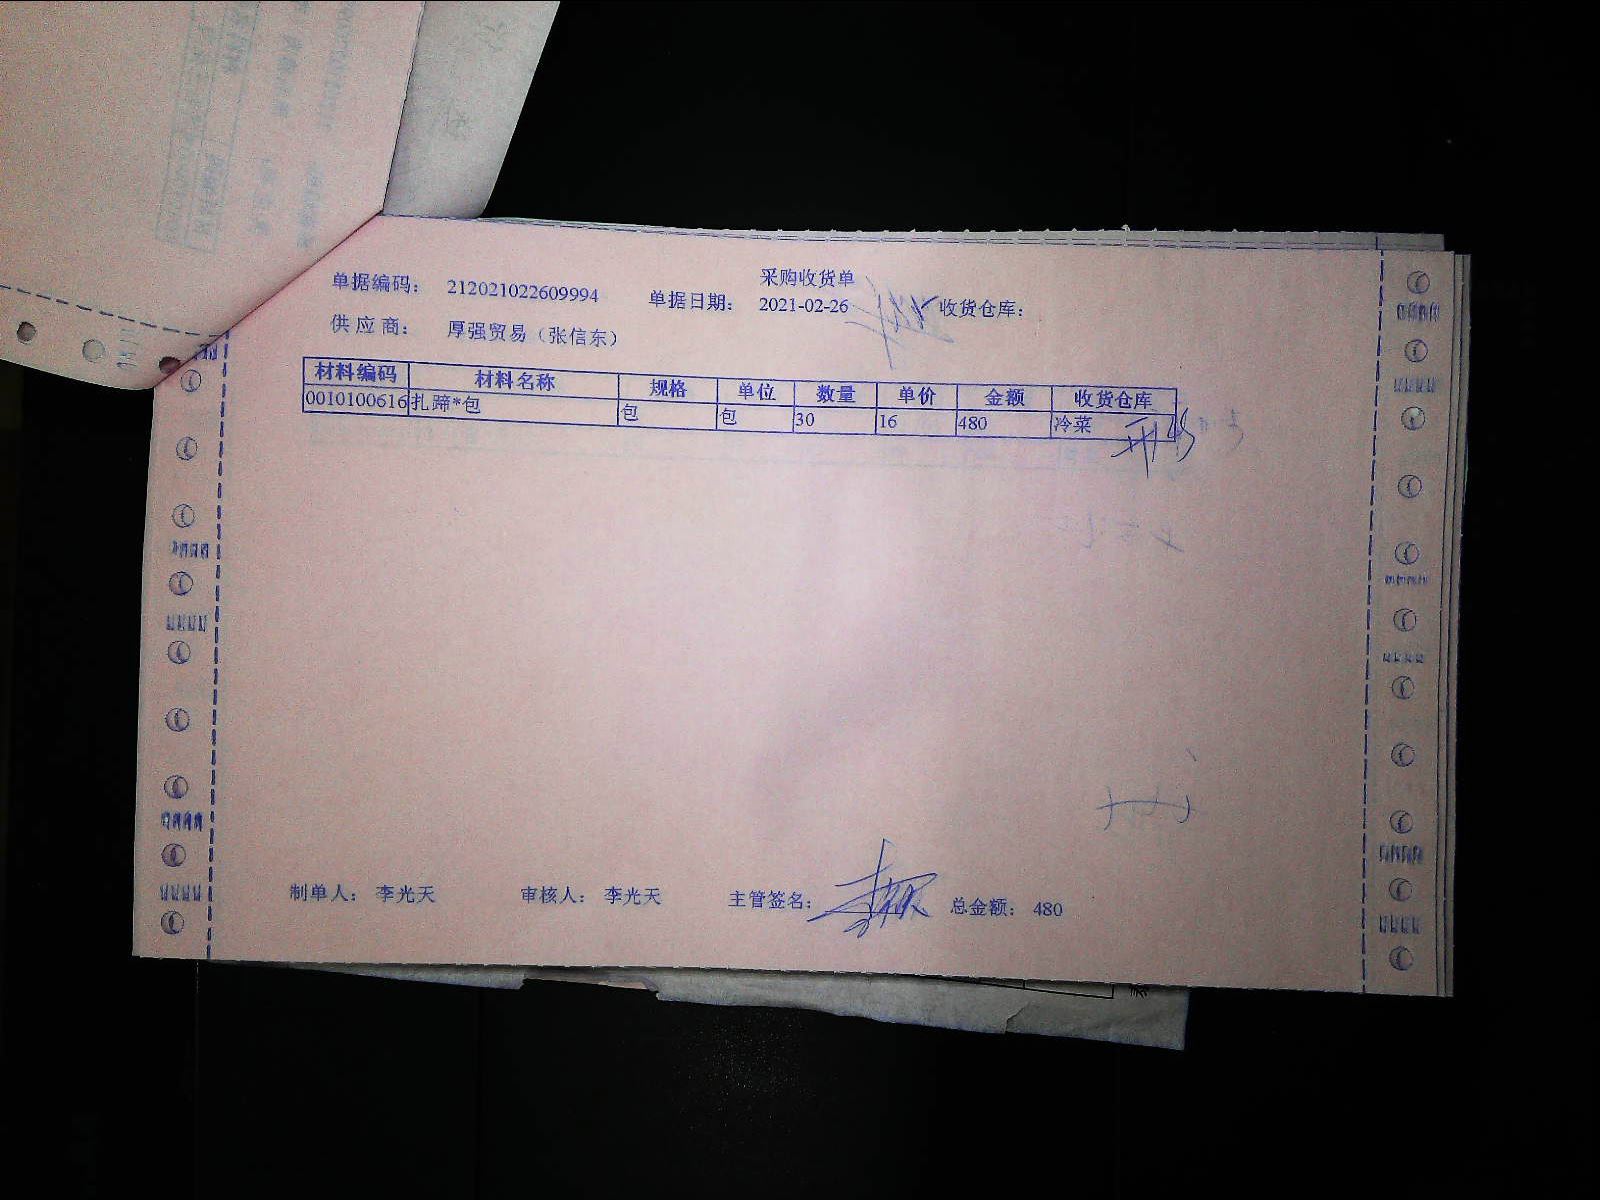 采购收货单
单据编码： 212021022609994 单据日期： 2021-02-26 收货仓库：
供应商： 厚强贸易（张信东）
材料编码 材料名称 规格 单位 数量 单价 金额 收货仓库
0010100616 扎蹄*包 包 包 30 16 480 冷菜
制单人： 李光天 审核人： 李光天 主管签名： 总金额： 480